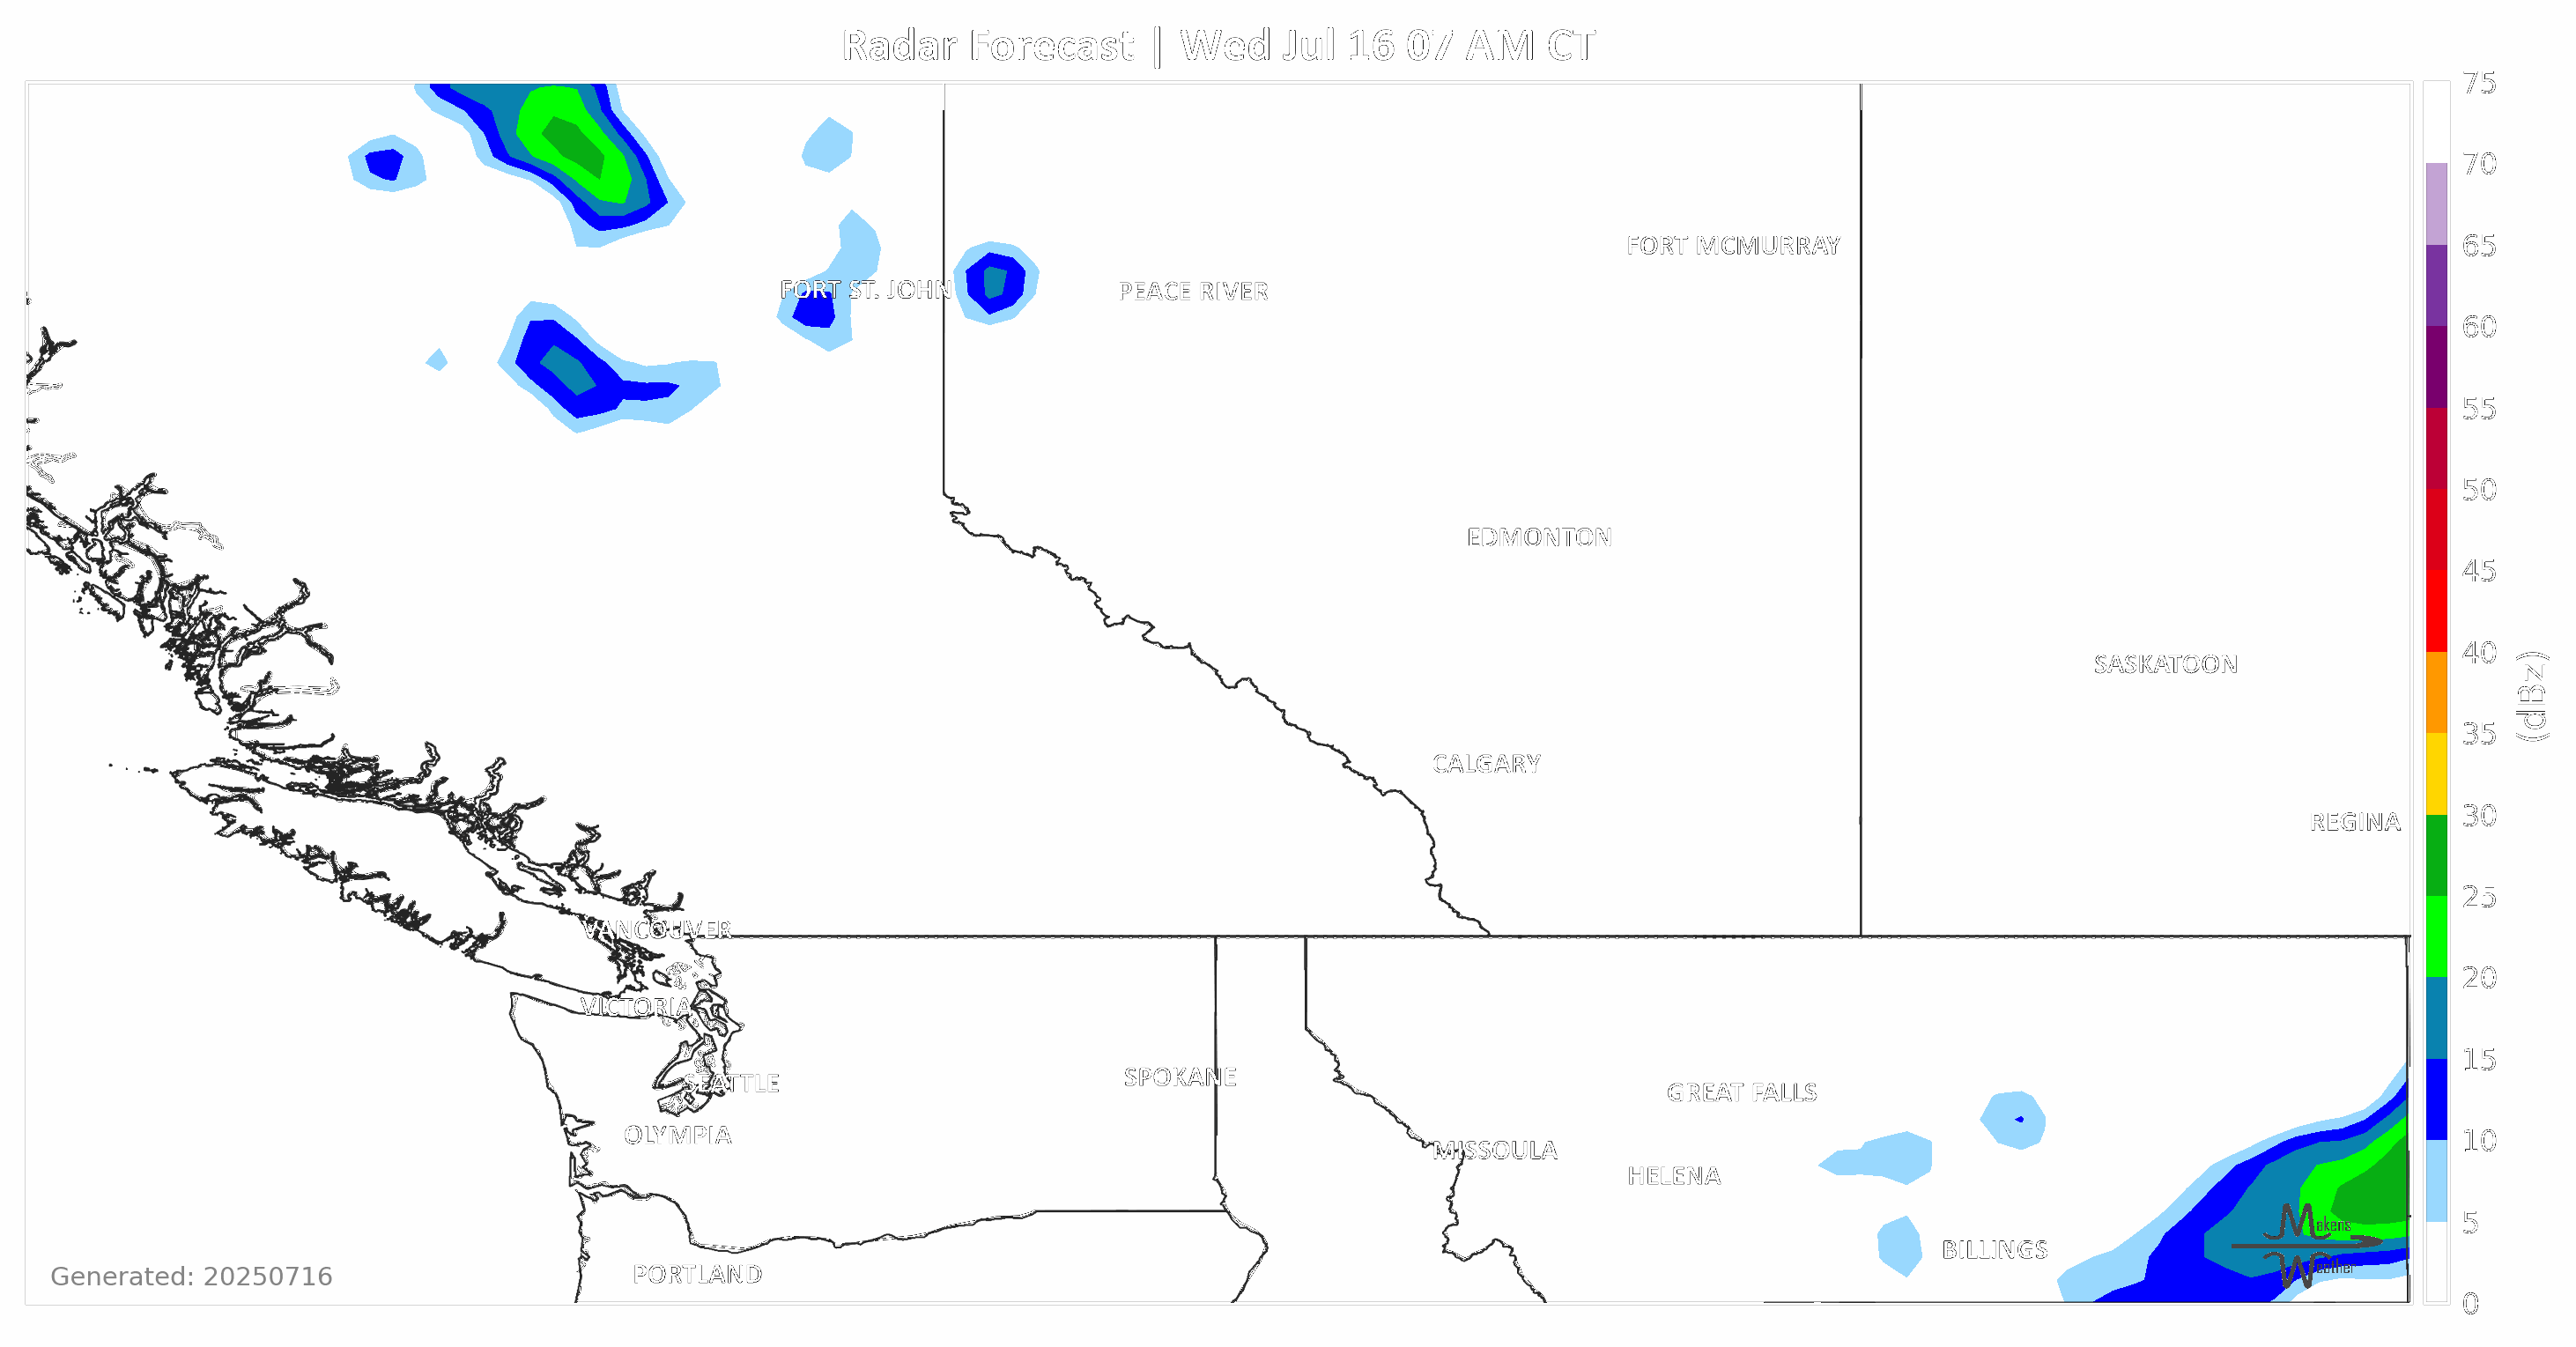 Radar Forecast | Wed Jul 16 07 AM CT
75
70
FORT MCMURRAY
65
FORT ST. JOHN
PEACE RIVER
60
55
50
EDMONTON
45
40
SASKATOON
(dBz)
35
CALGARY
REGINA
30
25
VANCOUVER
20
VICTORIA
15
SPOKANE
SEATTLE
GREAT FALLS
OLYMPIA
10
MISSOULA
HELENA
5
Makens
BILLINGS
Weather
PORTLAND
Generated: 20250716
0